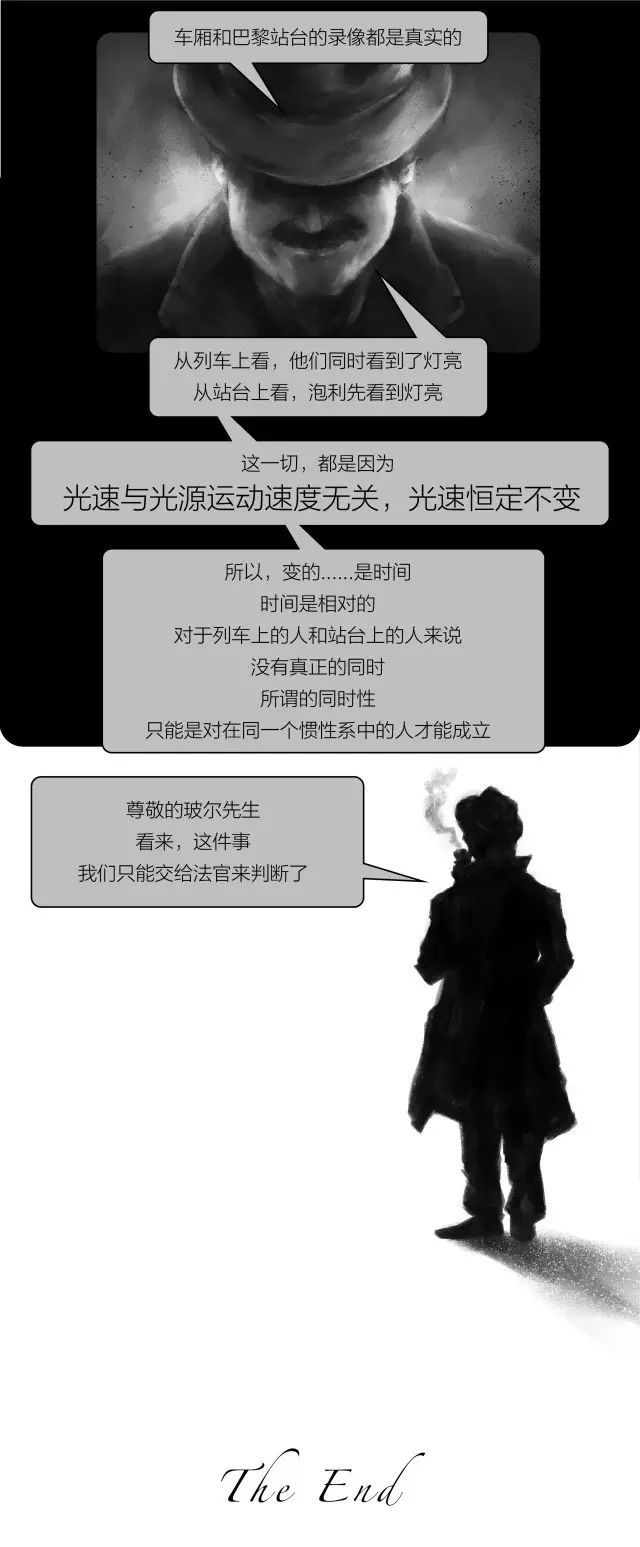 车厢和巴黎站台的录像都是真实的
从列车上看，他们同时看到了灯亮
从站台上看，泡利先看到灯亮
这一切，都是因为
光速与光源运动速度无关，光速恒定不变
所以，变的......是时间
时间是相对的
对于列车上的人和站台上的人来说
没有真正的同时
所谓的同时性
只能是对在同一个惯性系中的人才能成立
尊敬的玻尔先生
看来，这件事
我们只能交给法官来判断了
The End